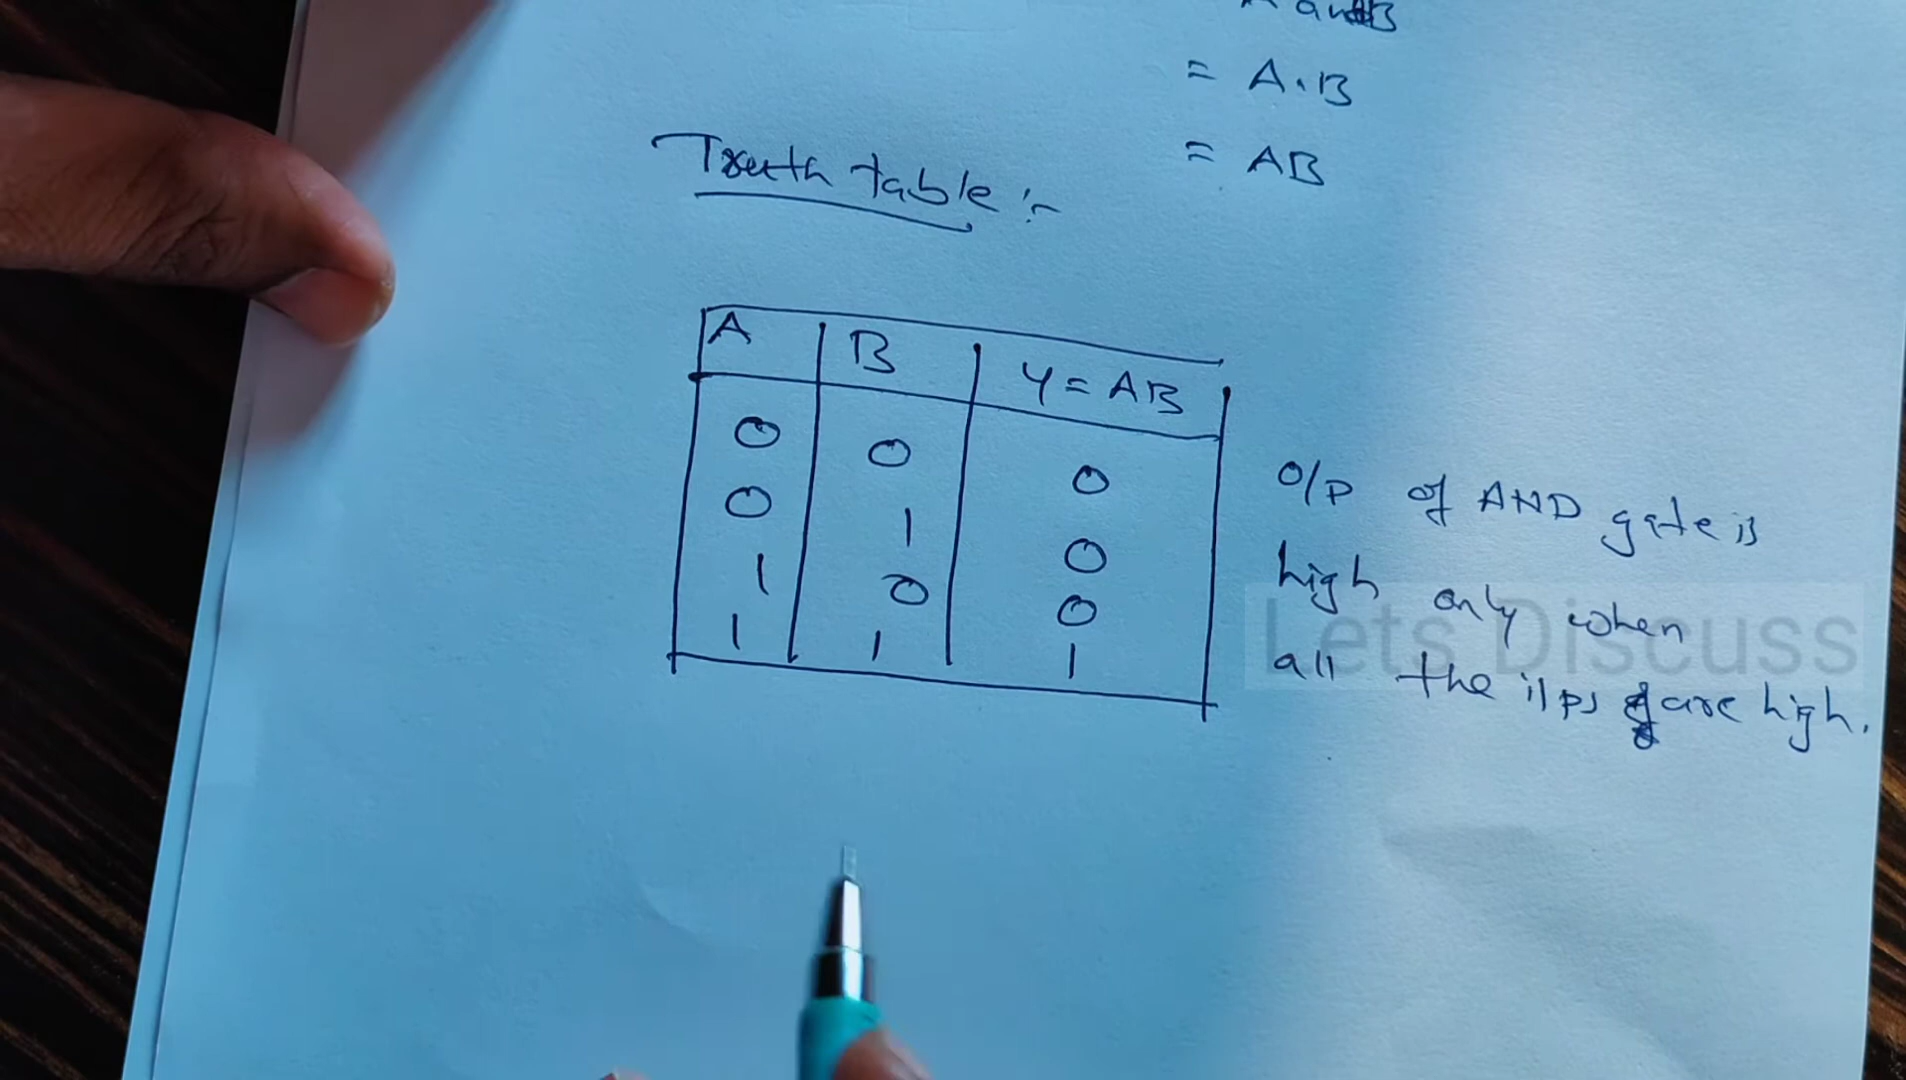 A and B
= A.B
= AB
Truth table :-
A B Y = AB
0 0 0
0 1 0
1 0 0
1 1 1
O/P of AND gate is
high only when
all the i/ps are high.
Lets Discuss